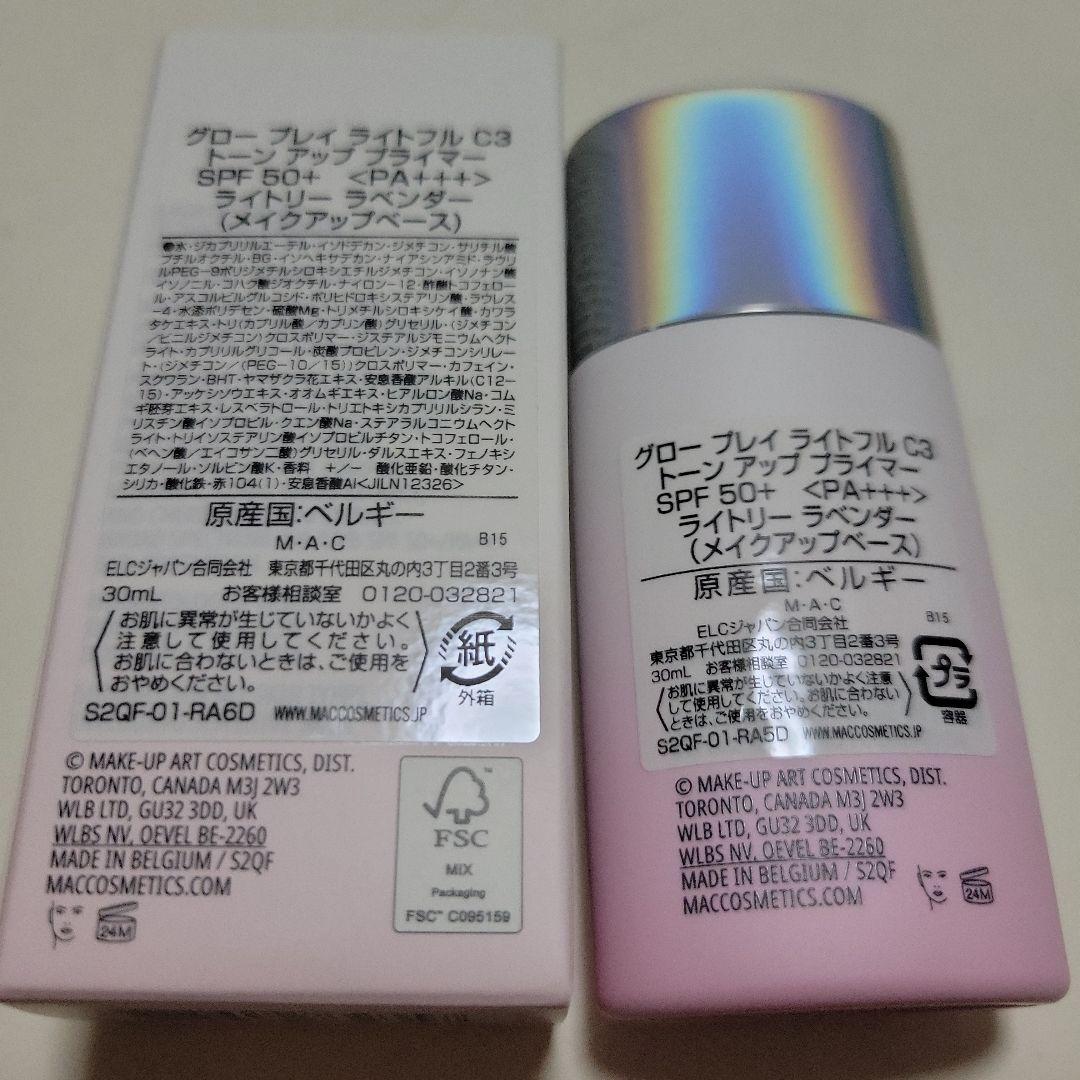 グロー プレイ ライトフル C3
トーン アップ プライマー
SPF 50+ <PA+++>
ライトリー ラベンダー
(メイクアップベース)
●水・ジカプリリルエーテル・イソドデカン・ジメチコン・サリチル酸
ブチルオクチル・BG・イソヘキサデカン・ナイアシンアミド・ラウリ
ルPEG-9ポリジメチルシロキシエチルジメチコン・イソノナン酸
イソノニル・コハク酸ジオクチル・ナイロン-12・酢酸トコフェロー
ル・アスコルビルグルコシド・ポリヒドロキシステアリン酸・ラウレス
-4・水添ポリデセン・硫酸Mg・トリメチルシロキシケイ酸・カワラ
タケエキス・トリ(カプリル酸/カプリン酸)グリセリル・(ジメチコン
/ビニルジメチコン)クロスポリマー・ジステアルジモニウムヘクト
ライト・カプリリルグリコール・炭酸プロピレン・ジメチコンシリレー
ト・(ジメチコン/(PEG-10/15))クロスポリマー・カフェイン・
スクワラン・BHT・ヤマザクラ花エキス・安息香酸アルキル(C12-
15)・アッケシソウエキス・オオムギエキス・ヒアルロン酸Na・コム
ギ胚芽エキス・レスベラトロール・トリエトキシカプリリルシラン・ミ
リスチン酸イソプロピル・クエン酸Na・ステアラルコニウムヘクト
ライト・トリイソステアリン酸イソプロピルチタン・トコフェロール・
(ベヘン酸/エイコサン二酸)グリセリル・ダルスエキス・フェノキシ
エタノール・ソルビン酸K・香料 +/- 酸化亜鉛・酸化チタン・
シリカ・酸化鉄・赤104(1)・安息香酸Al<JILN12326>
原産国:ベルギー
M・A・C B15
ELCジャパン合同会社 東京都千代田区丸の内3丁目2番3号
30mL お客様相談室 0120-032821
お肌に異常が生じていないかよく
注意して使用してください。
お肌に合わないときは、ご使用を
おやめください。
紙
外箱
S2QF-01-RA6D WWW.MACCOSMETICS.JP
© MAKE-UP ART COSMETICS, DIST.
TORONTO, CANADA M3J 2W3
WLB LTD, GU32 3DD, UK
WLBS NV, OEVEL BE-2260
MADE IN BELGIUM / S2QF
MACCOSMETICS.COM
24M
FSC
MIX
Packaging
FSC™ C095159
グロー プレイ ライトフル C3
トーン アップ プライマー
SPF 50+ <PA+++>
ライトリー ラベンダー
(メイクアップベース)
原産国:ベルギー
M・A・C B15
ELCジャパン合同会社
東京都千代田区丸の内3丁目2番3号
30mL お客様相談室 0120-032821
お肌に異常が生じていないかよく注意
して使用してください。お肌に合わない
ときは、ご使用をおやめください。
プラ
容器
S2QF-01-RA5D WWW.MACCOSMETICS.JP
© MAKE-UP ART COSMETICS, DIST.
TORONTO, CANADA M3J 2W3
WLB LTD, GU32 3DD, UK
WLBS NV, OEVEL BE-2260
MADE IN BELGIUM / S2QF
MACCOSMETICS.COM
24M